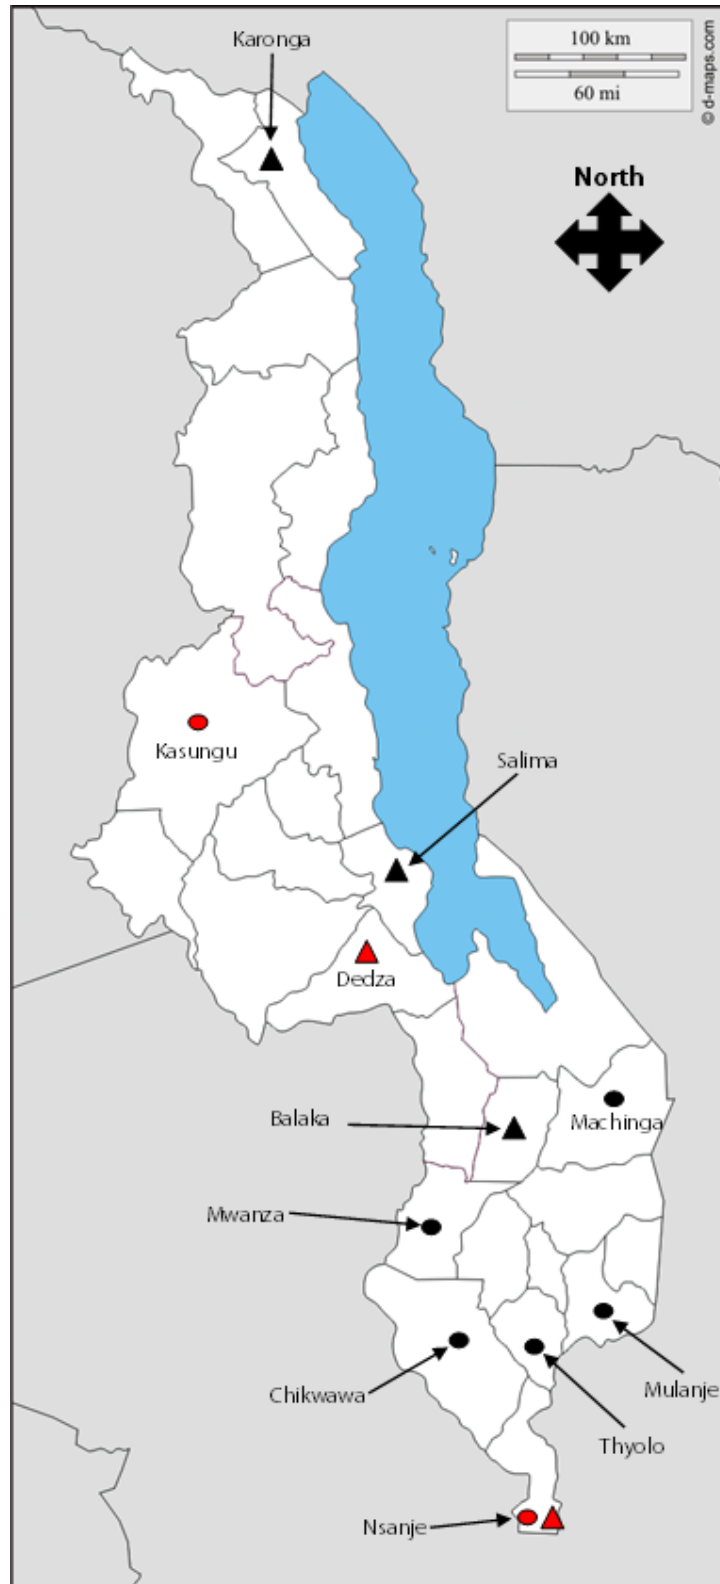 Karonga
100 km
60 mi
© d-maps.com
North
Kasungu
Salima
Dedza
Balaka
Machinga
Mwanza
Chikwawa
Mulanje
Thyolo
Nsanje